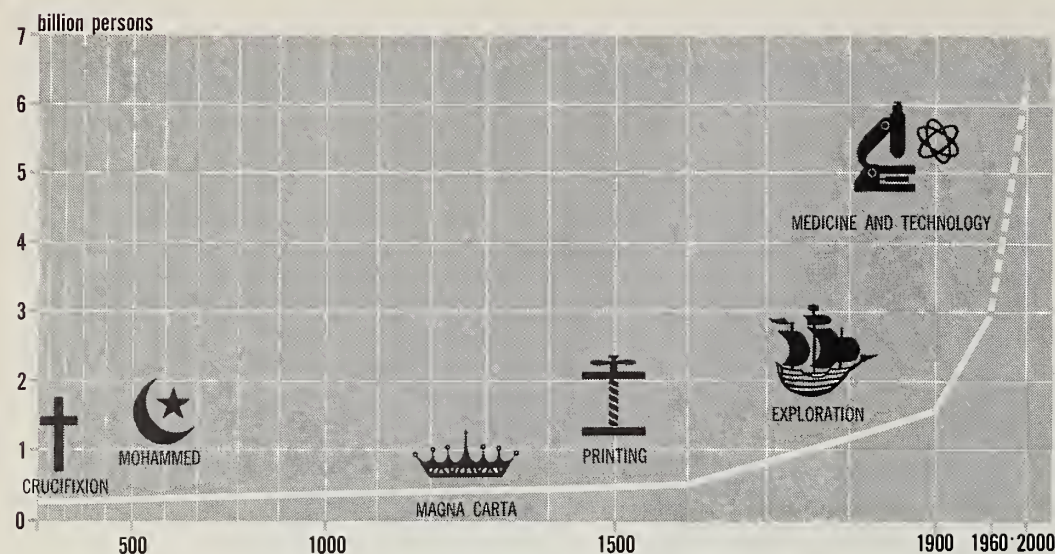 billion persons
7
6
5
4
3
2
1
0
MEDICINE AND TECHNOLOGY
EXPLORATION
MOHAMMED
PRINTING
CRUCIFIXION
MAGNA CARTA
500 1000 1500 1900 1960·2000